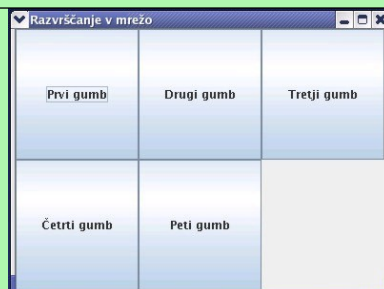 Razvrščanje v mrežo
Prvi gumb Drugi gumb Tretji gumb
Četrti gumb Peti gumb